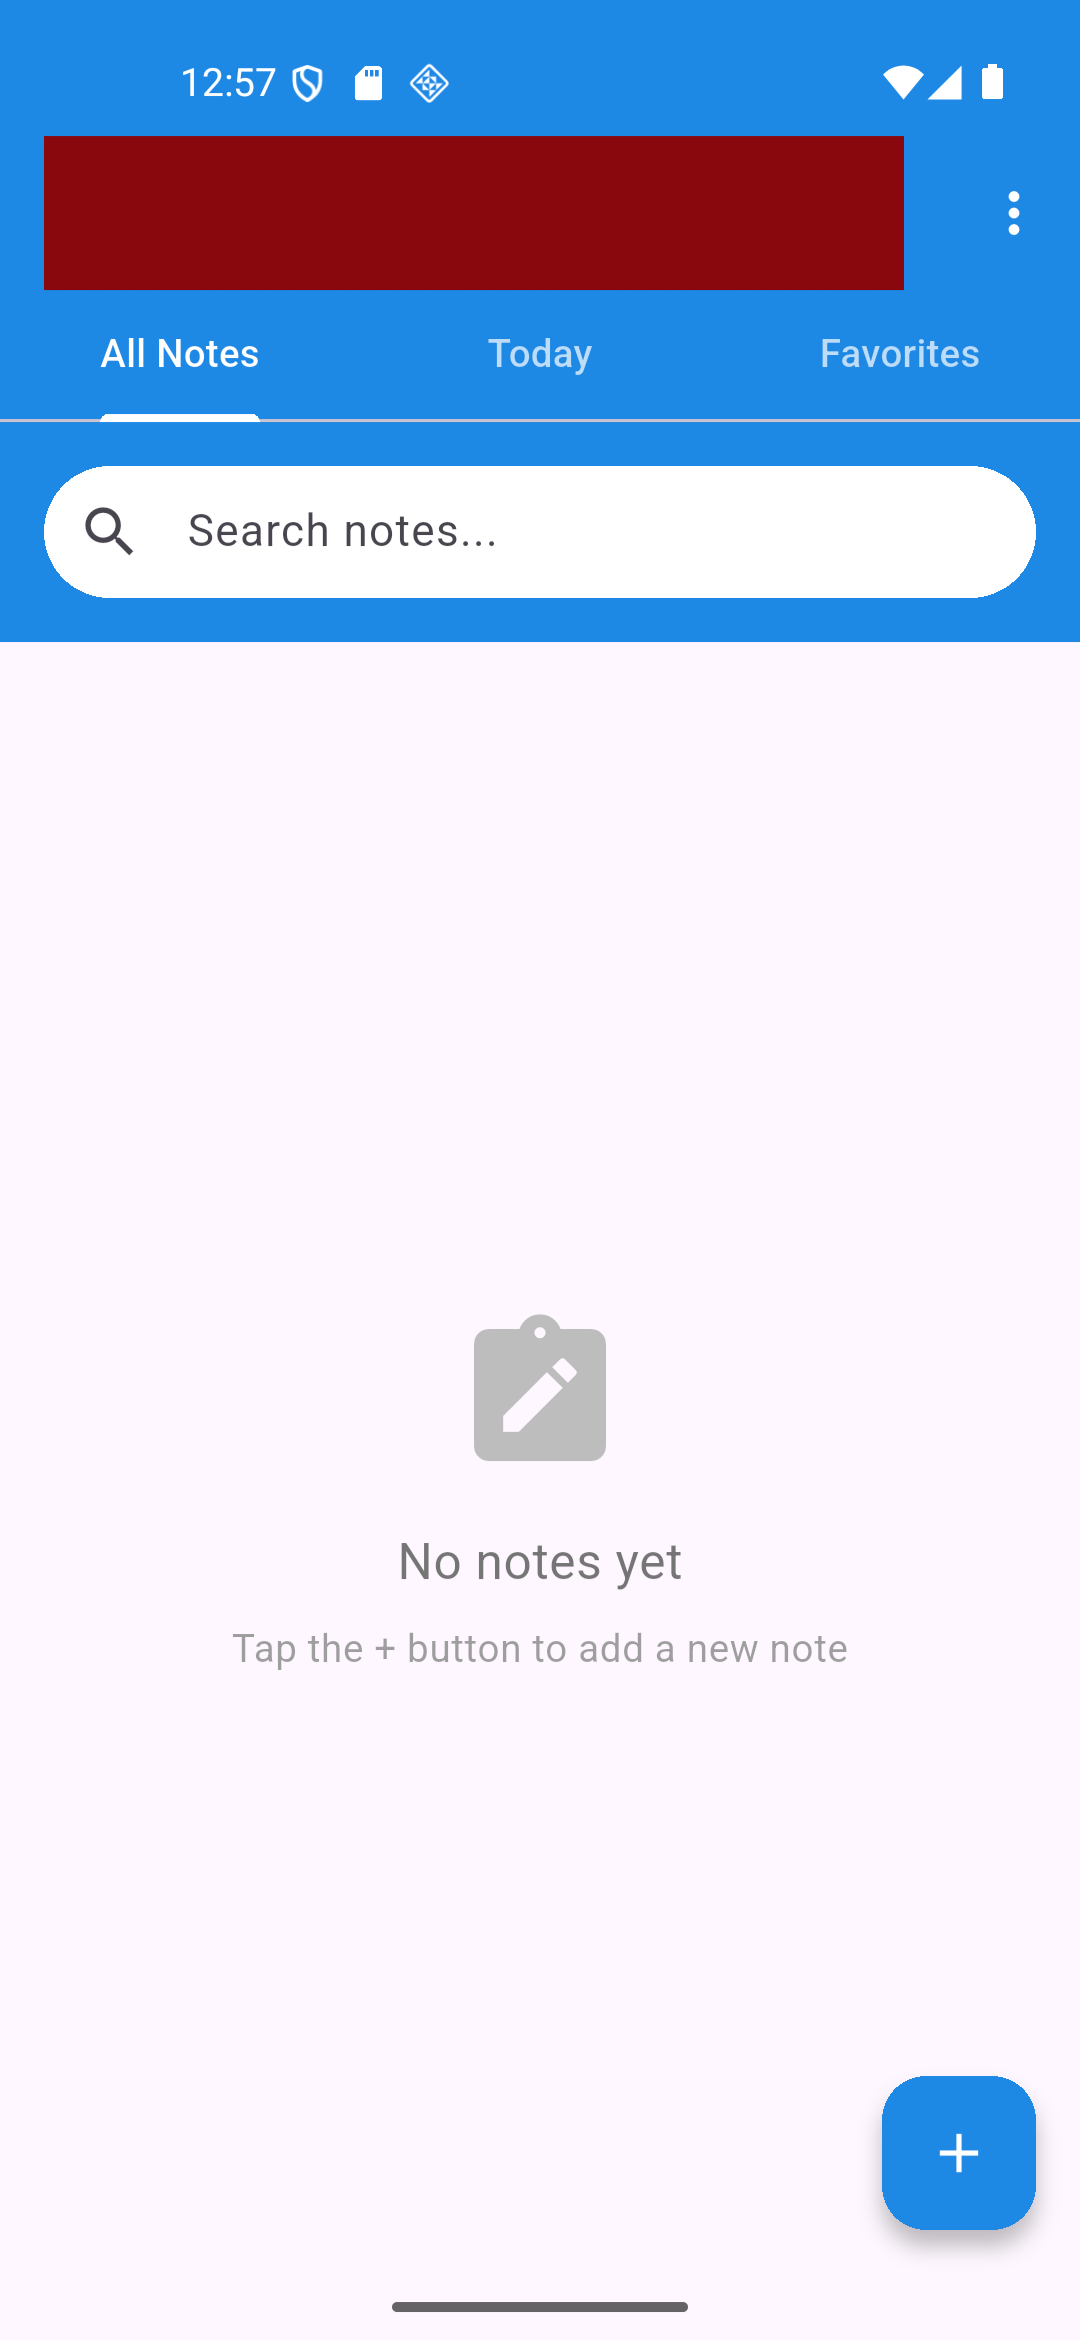 12:57
All Notes
Today
Favorites
Search notes...
No notes yet
Tap the + button to add a new note